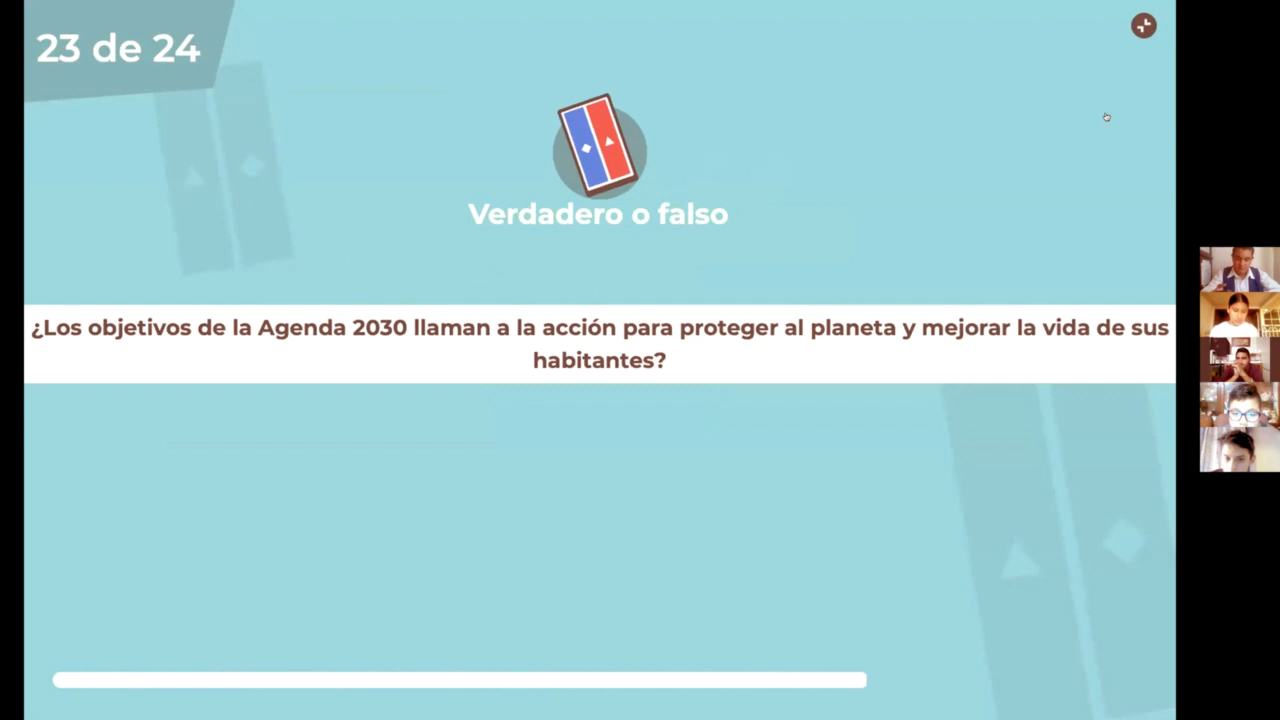 23 de 24
Verdadero o falso
¿Los objetivos de la Agenda 2030 llaman a la acción para proteger al planeta y mejorar la vida de sus
habitantes?